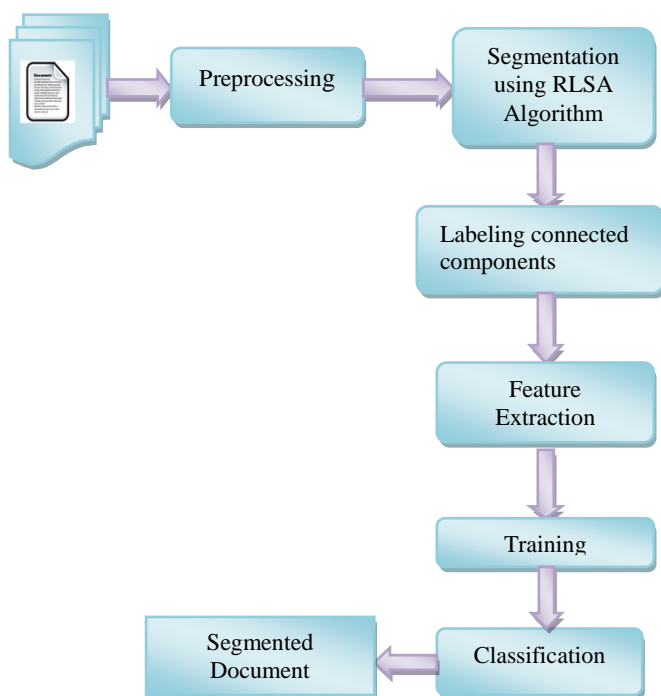 Document
Preprocessing
Segmentation
using RLSA
Algorithm
Labeling connected
components
Feature
Extraction
Training
Classification
Segmented
Document